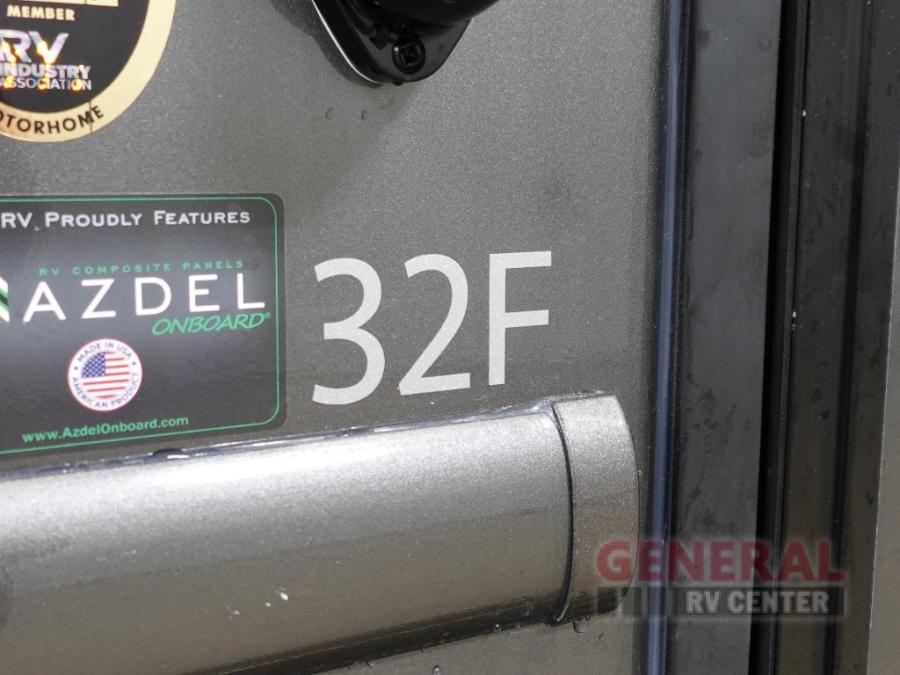 MEMBER
RV
INDUSTRY
ASSOCIATION
MOTORHOME
RV PROUDLY FEATURES
RV COMPOSITE PANELS
AZDEL
ONBOARD®
MADE IN USA
AMERICAN PRODUCT
www.AzdelOnboard.com
32F
GENERAL
RV CENTER